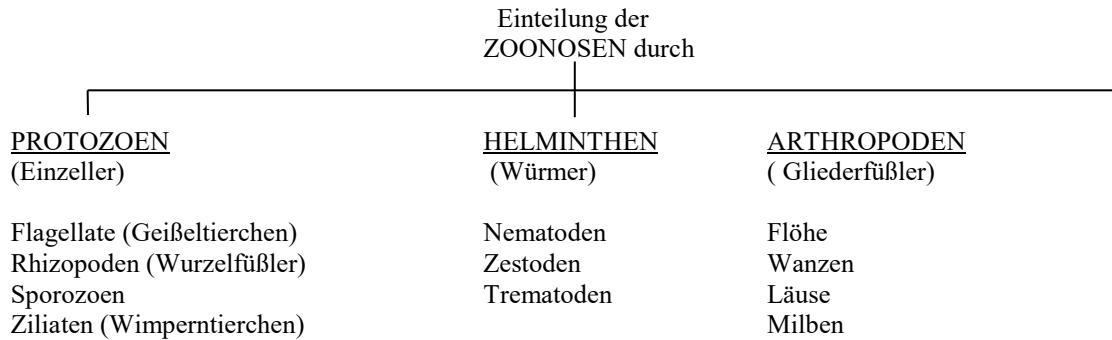 Einteilung der
ZOONOSEN durch
PROTOZOEN
(Einzeller)
Flagellate (Geißeltierchen)
Rhizopoden (Wurzelfüßler)
Sporozoen
Ziliaten (Wimperntierchen)
HELMINTHEN
(Würmer)
Nematoden
Zestoden
Trematoden
ARTHROPODEN
( Gliederfüßler)
Flöhe
Wanzen
Läuse
Milben